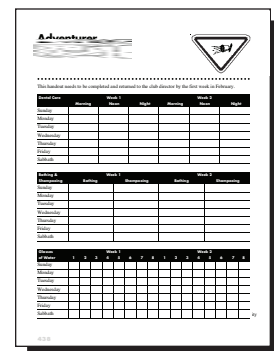 Adventurer
This handout needs to be completed and returned to the club director by the first week in February.
Dental Care Week 1 Week 2
Morning Noon Night Morning Noon Night
Sunday
Monday
Tuesday
Wednesday
Thursday
Friday
Sabbath
Bathing & Week 1 Week 2
Shampooing Bathing Shampooing Bathing Shampooing
Sunday
Monday
Tuesday
Wednesday
Thursday
Friday
Sabbath
Glasses Week 1 Week 2
of Water 1 2 3 4 5 6 7 8 1 2 3 4 5 6 7 8
Sunday
Monday
Tuesday
Wednesday
Thursday
Friday
Sabbath